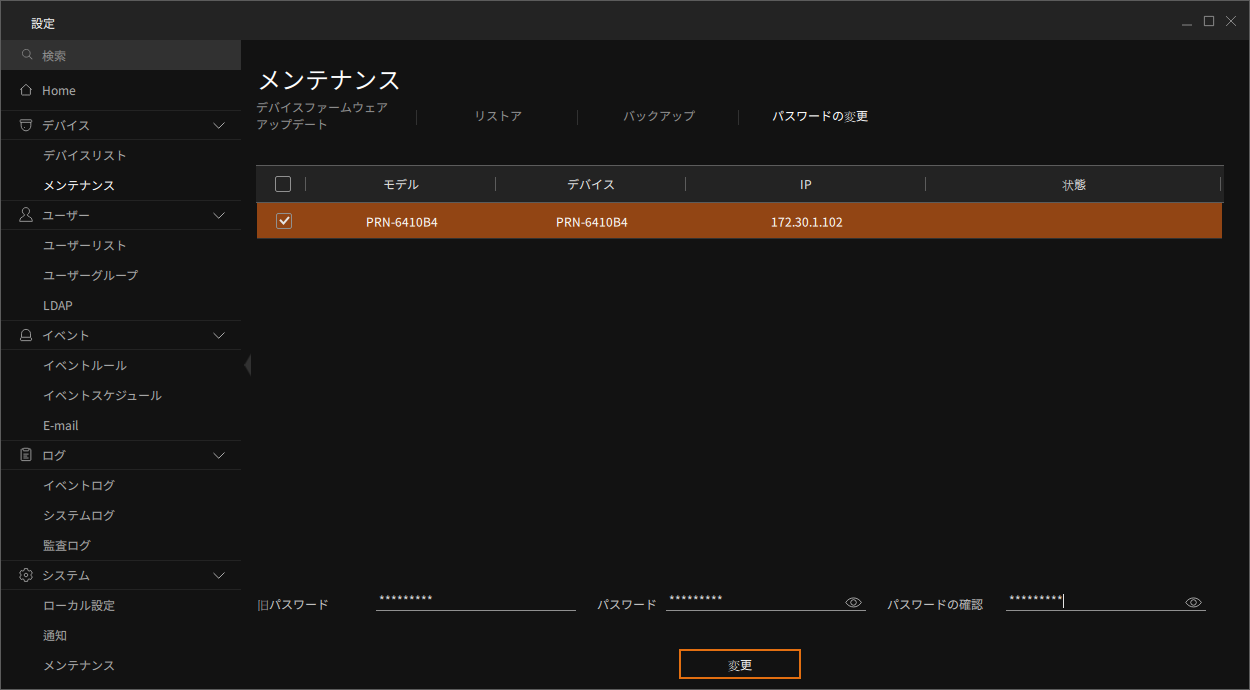 設定
検索
Home
デバイス
デバイスリスト
メンテナンス
ユーザー
ユーザーリスト
ユーザーグループ
LDAP
イベント
イベントルール
イベントスケジュール
E-mail
ログ
イベントログ
システムログ
監査ログ
システム
ローカル設定
通知
メンテナンス
メンテナンス
デバイスファームウェア
アップデート
リストア
バックアップ
パスワードの変更
モデル デバイス IP 状態
PRN-6410B4 PRN-6410B4 172.30.1.102
旧パスワード ********* パスワード ********* パスワードの確認 *********
変更